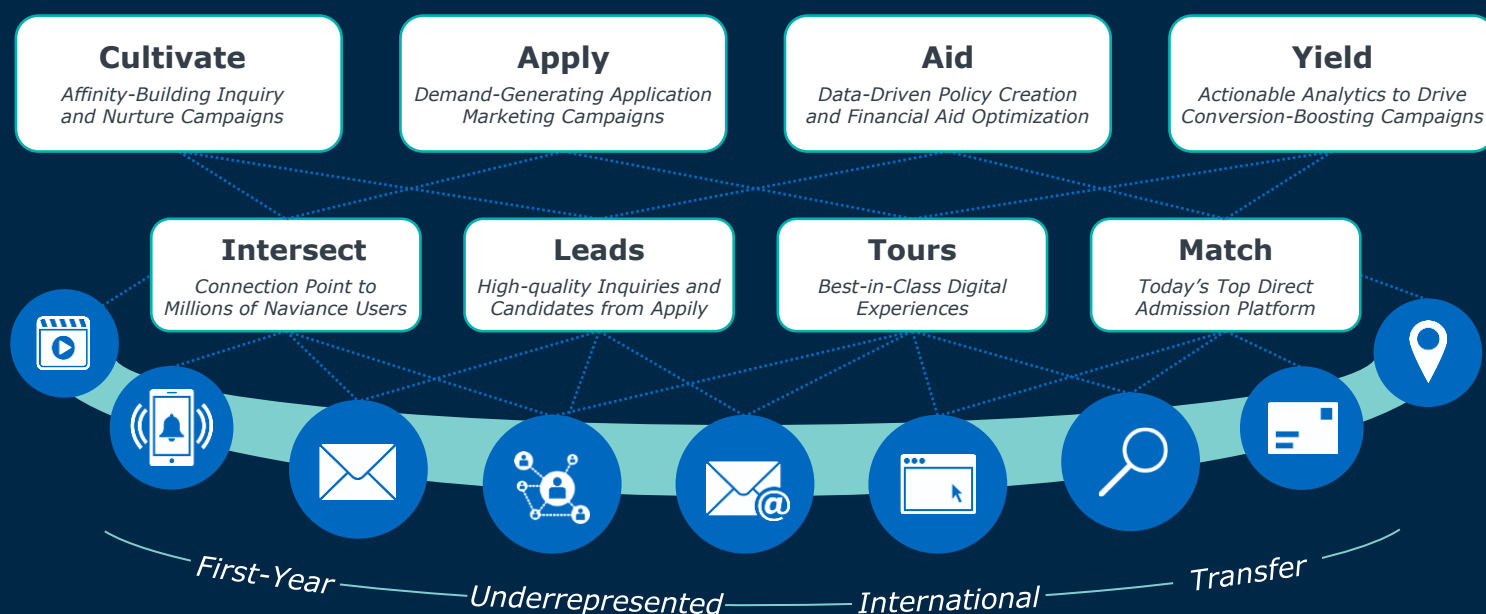 Cultivate
Affinity-Building Inquiry
and Nurture Campaigns
Apply
Demand-Generating Application
Marketing Campaigns
Aid
Data-Driven Policy Creation
and Financial Aid Optimization
Yield
Actionable Analytics to Drive
Conversion-Boosting Campaigns
Intersect
Connection Point to
Millions of Naviance Users
Leads
High-quality Inquiries and
Candidates from Appily
Tours
Best-in-Class Digital
Experiences
Match
Today’s Top Direct
Admission Platform
@
First-Year
Underrepresented
International
Transfer